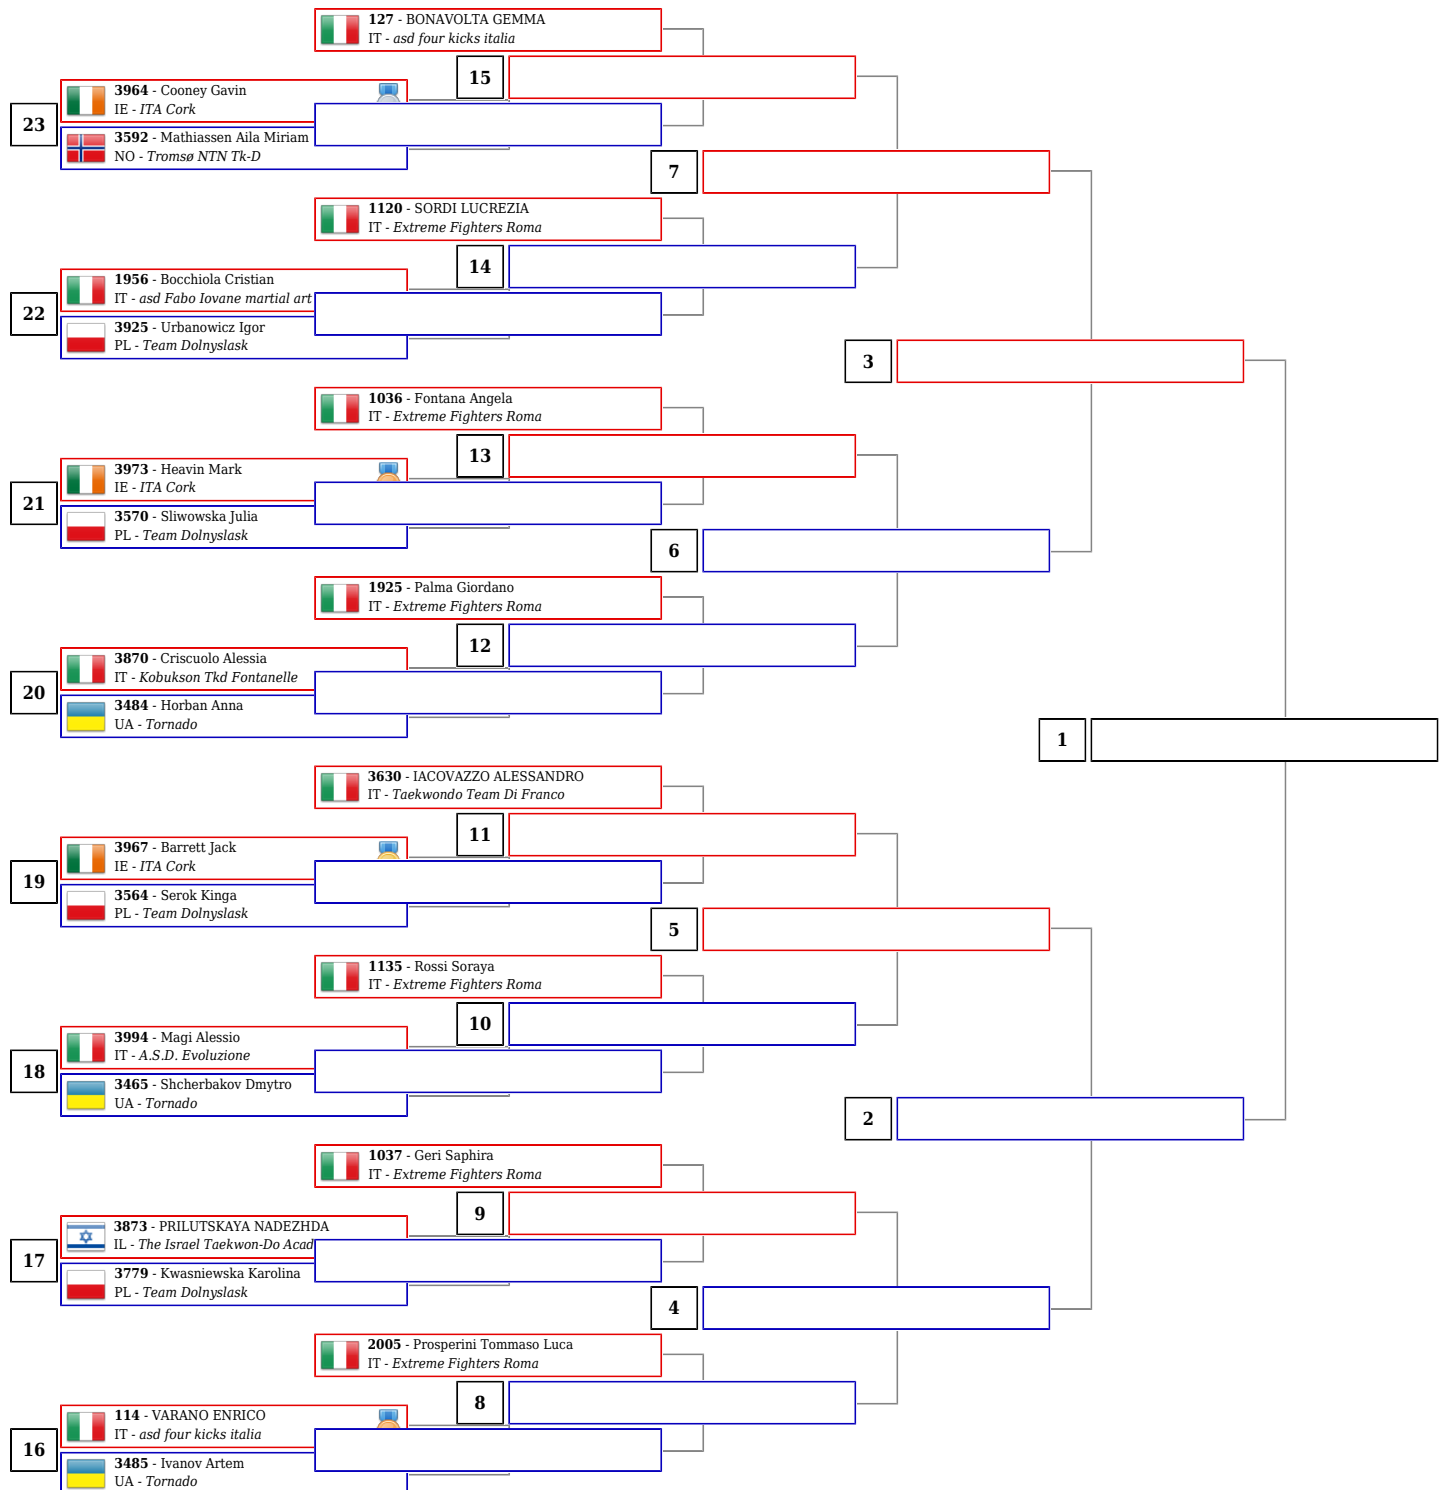 127 - BONAVOLTA GEMMA
IT - asd four kicks italia
15
3964 - Cooney Gavin
IE - ITA Cork
23
3592 - Mathiassen Aila Miriam
NO - Tromsø NTN Tk-D
7
1120 - SORDI LUCREZIA
IT - Extreme Fighters Roma
14
1956 - Bocchiola Cristian
IT - asd Fabo Iovane martial art
22
3925 - Urbanowicz Igor
PL - Team Dolnyslask
3
1036 - Fontana Angela
IT - Extreme Fighters Roma
13
3973 - Heavin Mark
IE - ITA Cork
21
3570 - Sliwowska Julia
PL - Team Dolnyslask
6
1925 - Palma Giordano
IT - Extreme Fighters Roma
12
3870 - Criscuolo Alessia
IT - Kobukson Tkd Fontanelle
20
3484 - Horban Anna
UA - Tornado
1
3630 - IACOVAZZO ALESSANDRO
IT - Taekwondo Team Di Franco
11
3967 - Barrett Jack
IE - ITA Cork
19
3564 - Serok Kinga
PL - Team Dolnyslask
5
1135 - Rossi Soraya
IT - Extreme Fighters Roma
10
3994 - Magi Alessio
IT - A.S.D. Evoluzione
18
3465 - Shcherbakov Dmytro
UA - Tornado
2
1037 - Geri Saphira
IT - Extreme Fighters Roma
9
3873 - PRILUTSKAYA NADEZHDA
IL - The Israel Taekwon-Do Acad
17
3779 - Kwasniewska Karolina
PL - Team Dolnyslask
4
2005 - Prosperini Tommaso Luca
IT - Extreme Fighters Roma
8
114 - VARANO ENRICO
IT - asd four kicks italia
16
3485 - Ivanov Artem
UA - Tornado